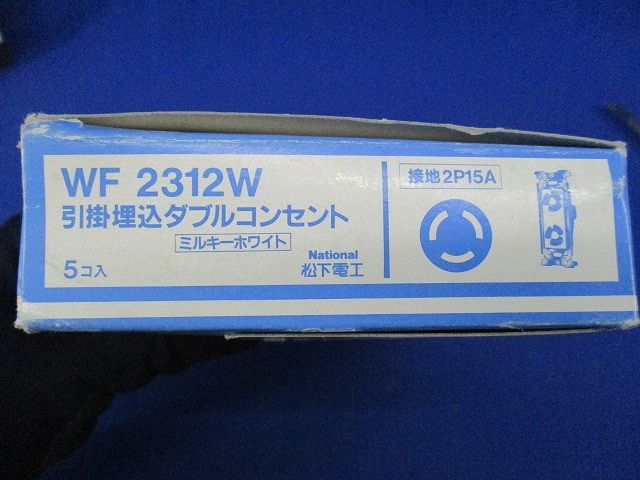 WF 2312W
引掛埋込ダブルコンセント
ミルキーホワイト
5コ入
National
松下電工
接地2P15A